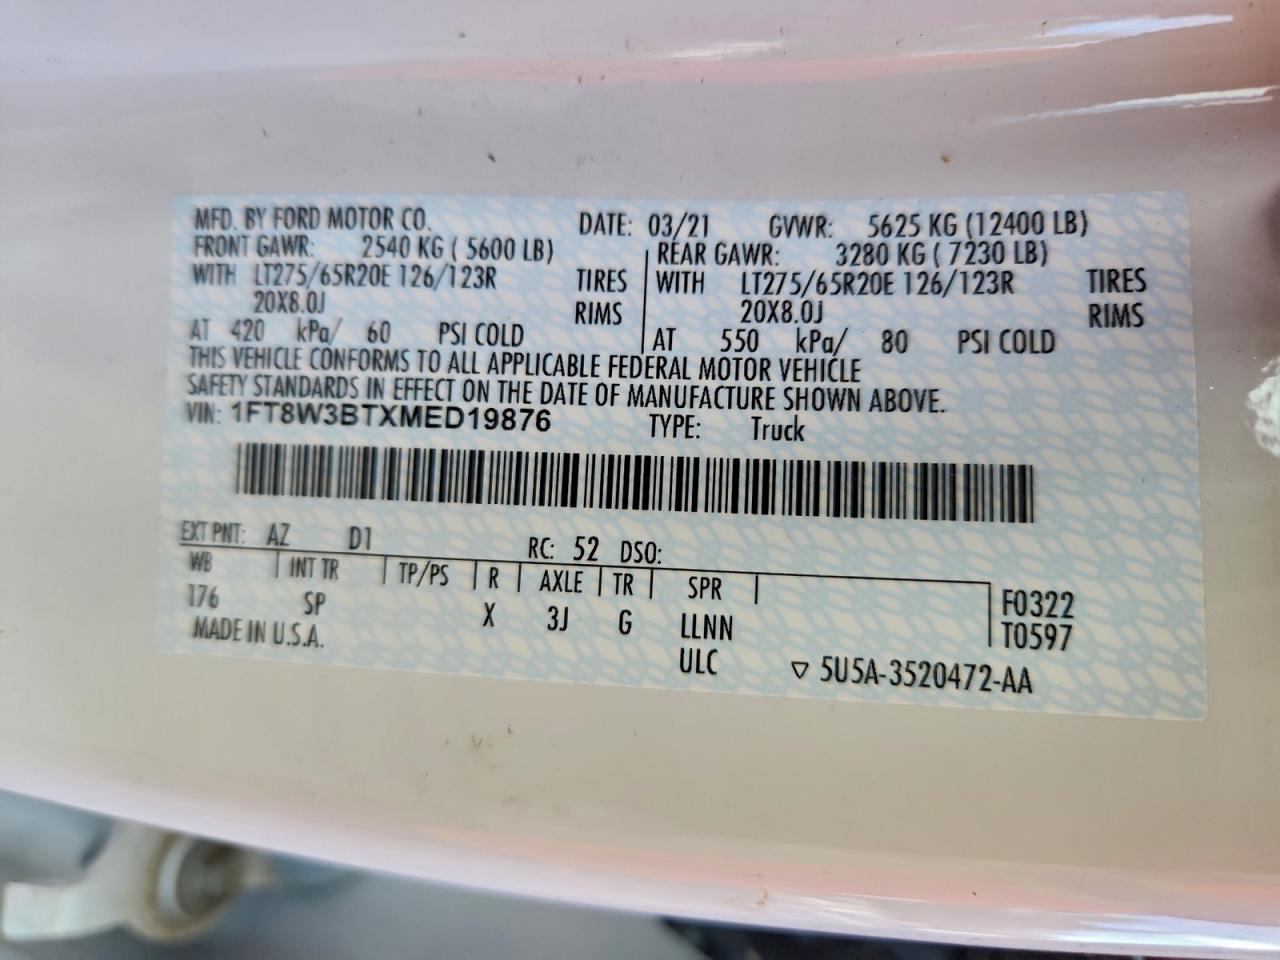 MFD. BY FORD MOTOR CO. DATE: 03/21 GVWR: 5625 KG (12400 LB)
FRONT GAWR: 2540 KG ( 5600 LB) REAR GAWR: 3280 KG ( 7230 LB)
WITH LT275/65R20E 126/123R TIRES WITH LT275/65R20E 126/123R TIRES
20X8.0J RIMS 20X8.0J RIMS
AT 420 kPa/ 60 PSI COLD AT 550 kPa/ 80 PSI COLD
THIS VEHICLE CONFORMS TO ALL APPLICABLE FEDERAL MOTOR VEHICLE
SAFETY STANDARDS IN EFFECT ON THE DATE OF MANUFACTURE SHOWN ABOVE.
VIN: 1FT8W3BTXMED19876 TYPE: Truck
EXT PNT: AZ D1 RC: 52 DSO:
WB INT TR TP/PS R AXLE TR SPR F0322
176 SP X 3J G LLNN T0597
MADE IN U.S.A. ULC ▽ 5U5A-3520472-AA